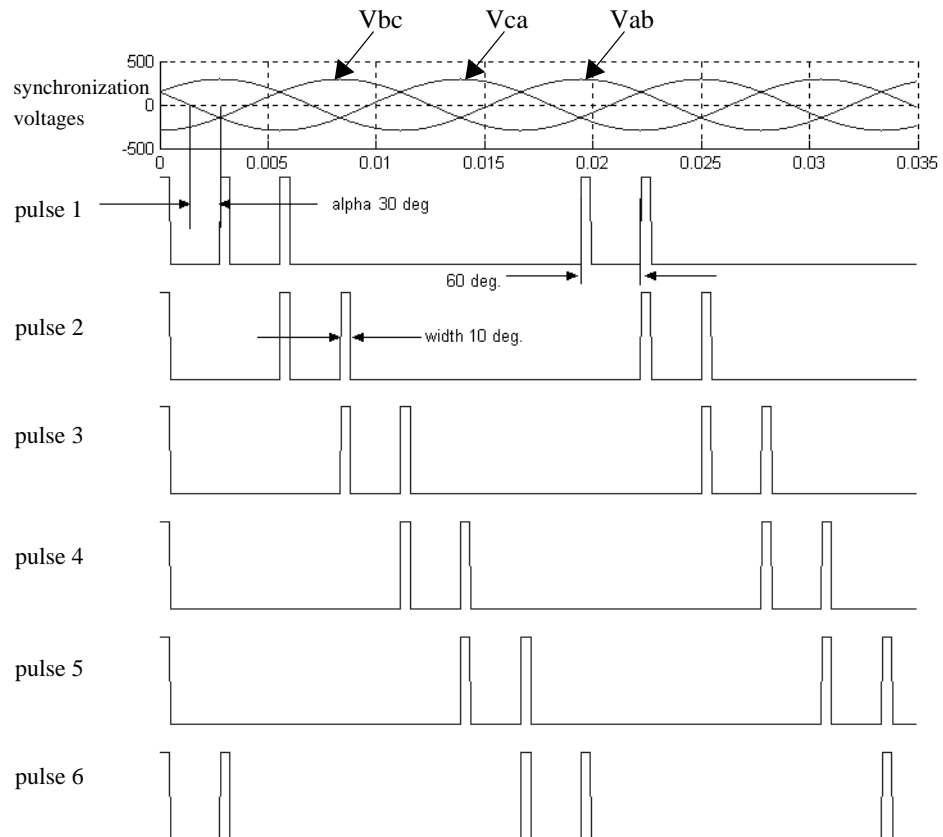 Vbc Vca Vab
500
synchronization
0
voltages
-500
0 0.005 0.01 0.015 0.02 0.025 0.03 0.035
pulse 1
alpha 30 deg
60 deg.
pulse 2
width 10 deg.
pulse 3
pulse 4
pulse 5
pulse 6